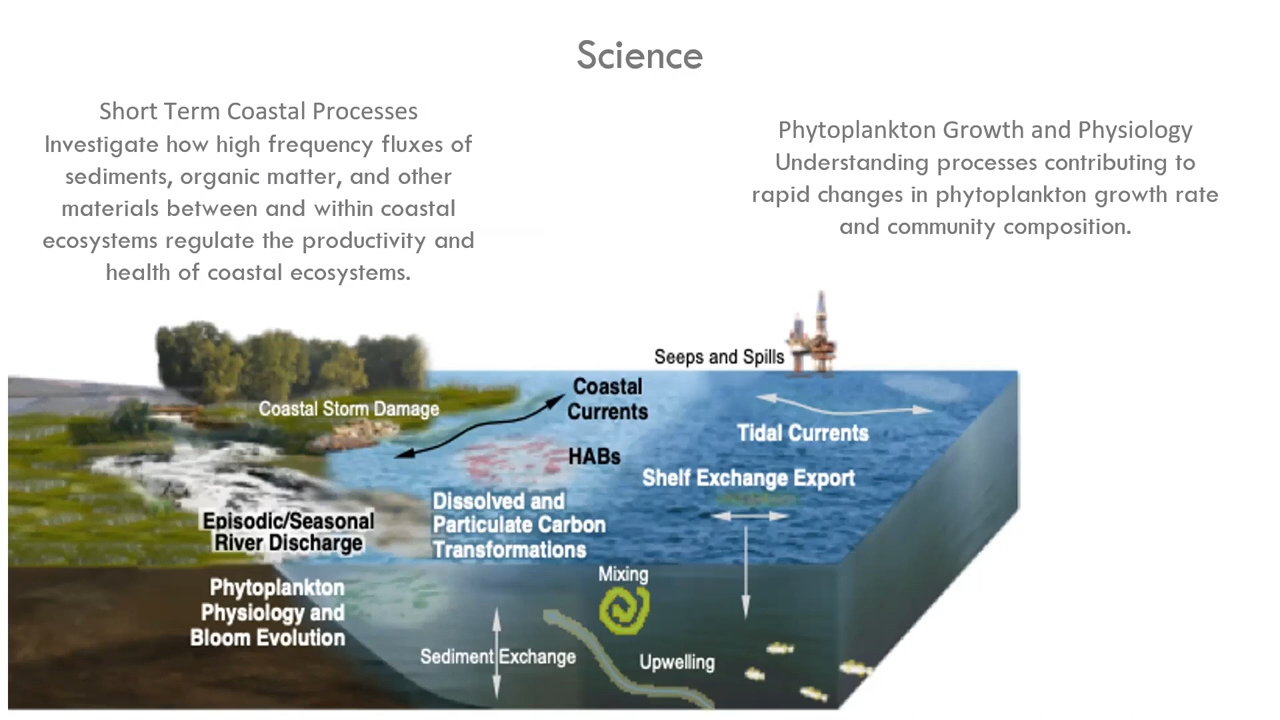 Science
Short Term Coastal Processes
Investigate how high frequency fluxes of
sediments, organic matter, and other
materials between and within coastal
ecosystems regulate the productivity and
health of coastal ecosystems.
Phytoplankton Growth and Physiology
Understanding processes contributing to
rapid changes in phytoplankton growth rate
and community composition.
Seeps and Spills
Coastal
Currents
Coastal Storm Damage
Tidal Currents
HABs
Shelf Exchange Export
Dissolved and
Particulate Carbon
Transformations
Episodic/Seasonal
River Discharge
Mixing
Phytoplankton
Physiology and
Bloom Evolution
Sediment Exchange
Upwelling